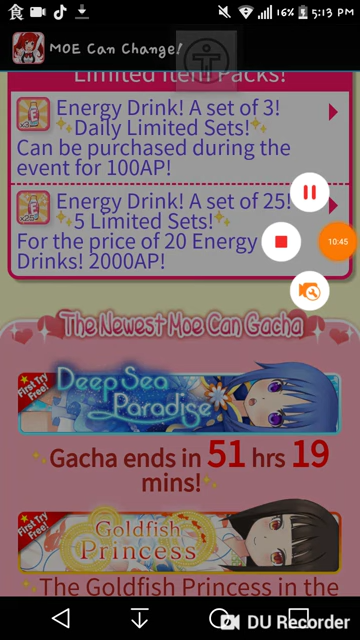 食 16% 5:13 PM
MOE Can Change!
Limited Item Packs!
Energy Drink! A set of 3!
Daily Limited Sets!
Can be purchased during the
event for 100AP!
Energy Drink! A set of 25!
5 Limited Sets!
For the price of 20 Energy
Drinks! 2000AP!
10:45
The Newest Moe Can Gacha
First Try Free!
Deep Sea
Paradise
Gacha ends in 51 hrs 19
mins!
First Try Free!
Goldfish
Princess
The Goldfish Princess in the
DU Recorder